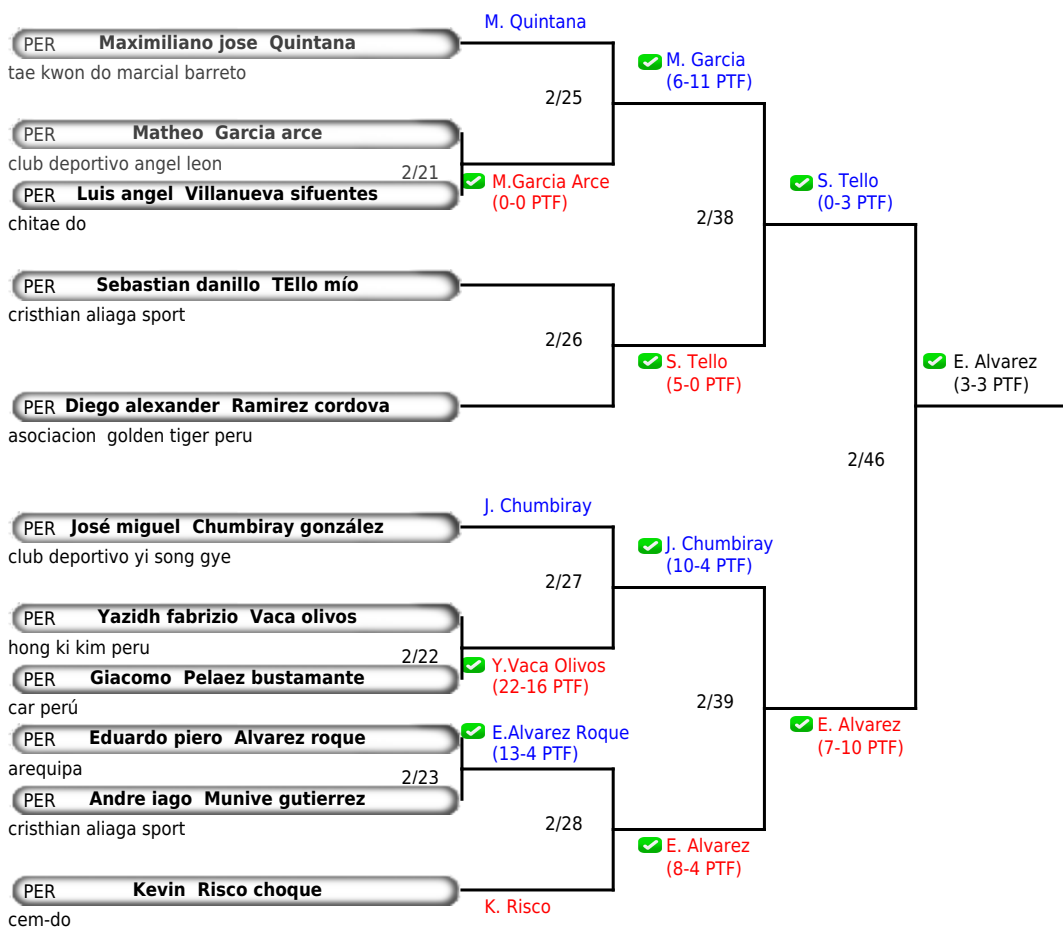 M. Quintana
PER Maximiliano jose Quintana
tae kwon do marcial barreto
M. Garcia
(6-11 PTF)
2/25
PER Matheo Garcia arce
club deportivo angel leon
2/21
M.Garcia Arce
(0-0 PTF)
PER Luis angel Villanueva sifuentes
chitae do
S. Tello
(0-3 PTF)
2/38
PER Sebastian danillo TEllo mío
cristhian aliaga sport
2/26
S. Tello
(5-0 PTF)
E. Alvarez
(3-3 PTF)
PER Diego alexander Ramirez cordova
asociacion golden tiger peru
2/46
J. Chumbiray
PER José miguel Chumbiray gonzález
club deportivo yi song gye
J. Chumbiray
(10-4 PTF)
2/27
PER Yazidh fabrizio Vaca olivos
hong ki kim peru
2/22
Y.Vaca Olivos
(22-16 PTF)
PER Giacomo Pelaez bustamante
car perú
2/39
E. Alvarez
(7-10 PTF)
PER Eduardo piero Alvarez roque
arequipa
E.Alvarez Roque
(13-4 PTF)
2/23
PER Andre iago Munive gutierrez
cristhian aliaga sport
2/28
E. Alvarez
(8-4 PTF)
PER Kevin Risco choque
cem-do
K. Risco